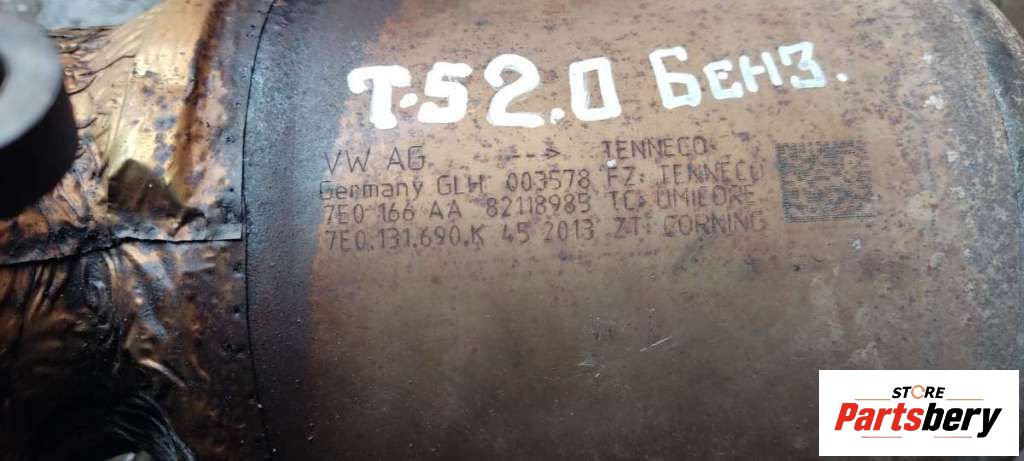 T-5 2.0 Бенз.
VW AG ---> TENNECO
Germany GLH 003578 FZ: TENNECO
7E0 166 AA 82118985 TC: UMICORE
7E0.131.690.K 45 2013 ZT: CORNING
STORE
Partsbery